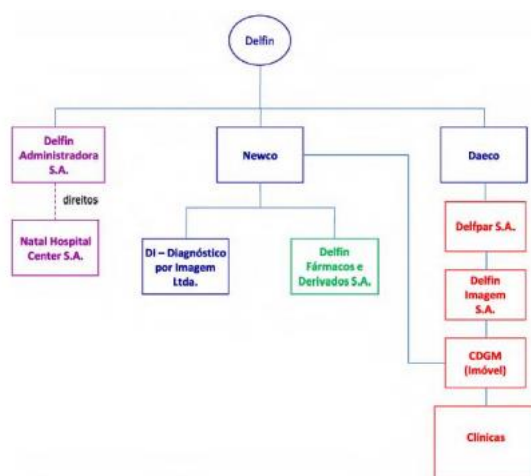 Delfin
Delfin
Administradora
S.A.
Newco
Daeco
direitos
Natal Hospital
Center S.A.
DI – Diagnóstico
por Imagem
Ltda.
Delfin
Fármacos e
Derivados S.A.
Delfpar S.A.
Delfin
Imagem
S.A.
CDGM
(Imóvel)
Clínicas